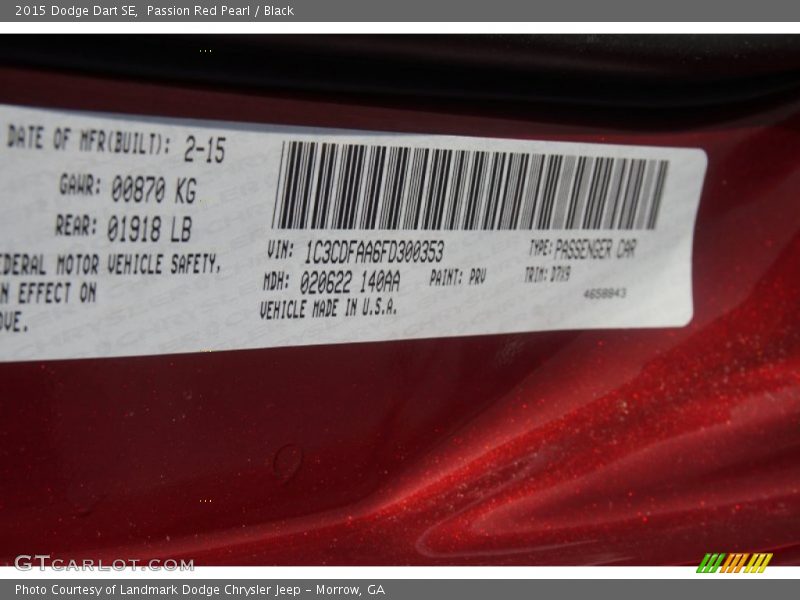 2015 Dodge Dart SE, Passion Red Pearl / Black
DATE OF MFR(BUILT): 2-15
GAWR: 00870 KG
REAR: 01918 LB
EDERAL MOTOR VEHICLE SAFETY,
N EFFECT ON
OVE.
VIN: 1C3CDFAA6FD300353
TYPE: PASSENGER CAR
MDH: 020622 140AA
PAINT: PRV
TRIM: D7X9
VEHICLE MADE IN U.S.A.
4658843
GTCARLOT.COM
Photo Courtesy of Landmark Dodge Chrysler Jeep - Morrow, GA